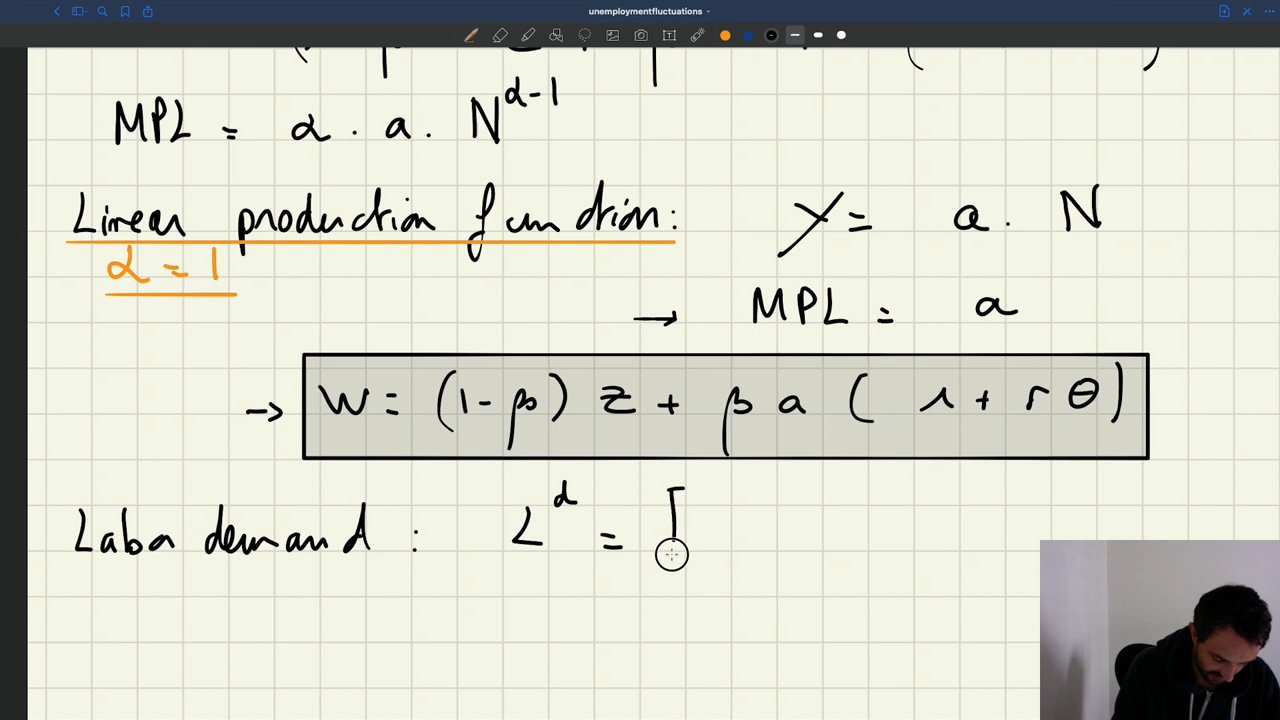 unemploymentfluctuations
MPL = α · a · N^{α-1}
Linear production function: Y = a · N
α = 1
→ MPL = a
→ W = (1-β) z + β a (1 + r θ)
Labor demand : L^d = [